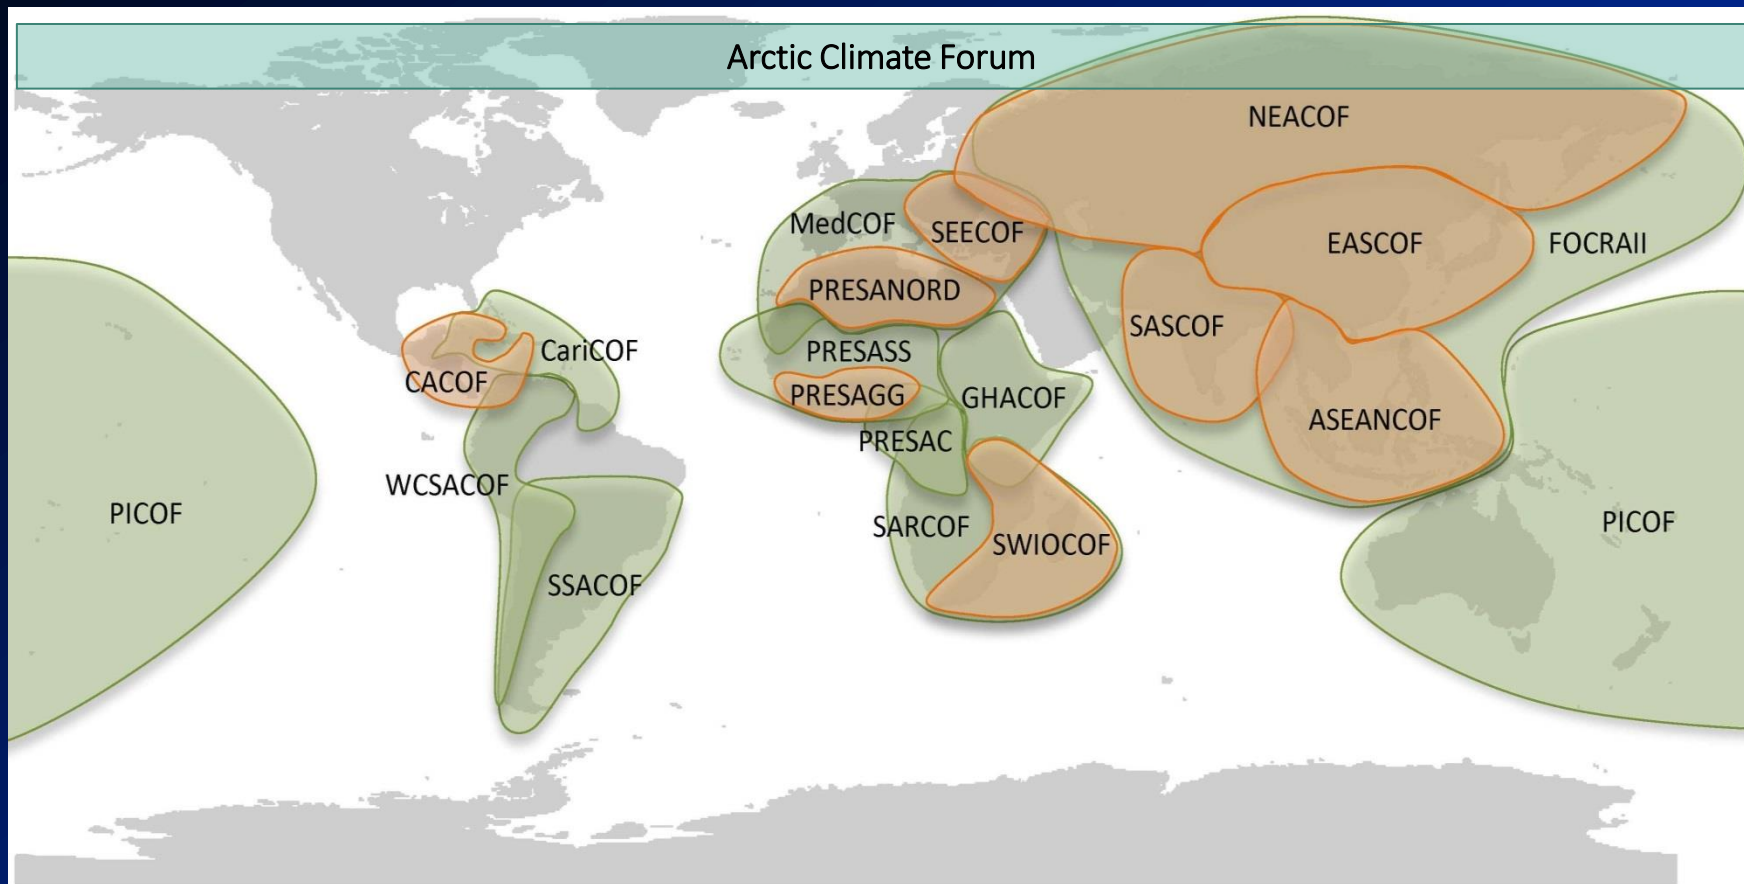 Arctic Climate Forum
NEACOF
MedCOF
SEECOF
EASCOF
FOCRAII
PRESANORD
SASCOF
CariCOF
PRESASS
CACOF
PRESAGG
GHACOF
ASEANCOF
PRESAC
WCSACOF
PICOF
SARCOF
PICOF
SWIOCOF
SSACOF